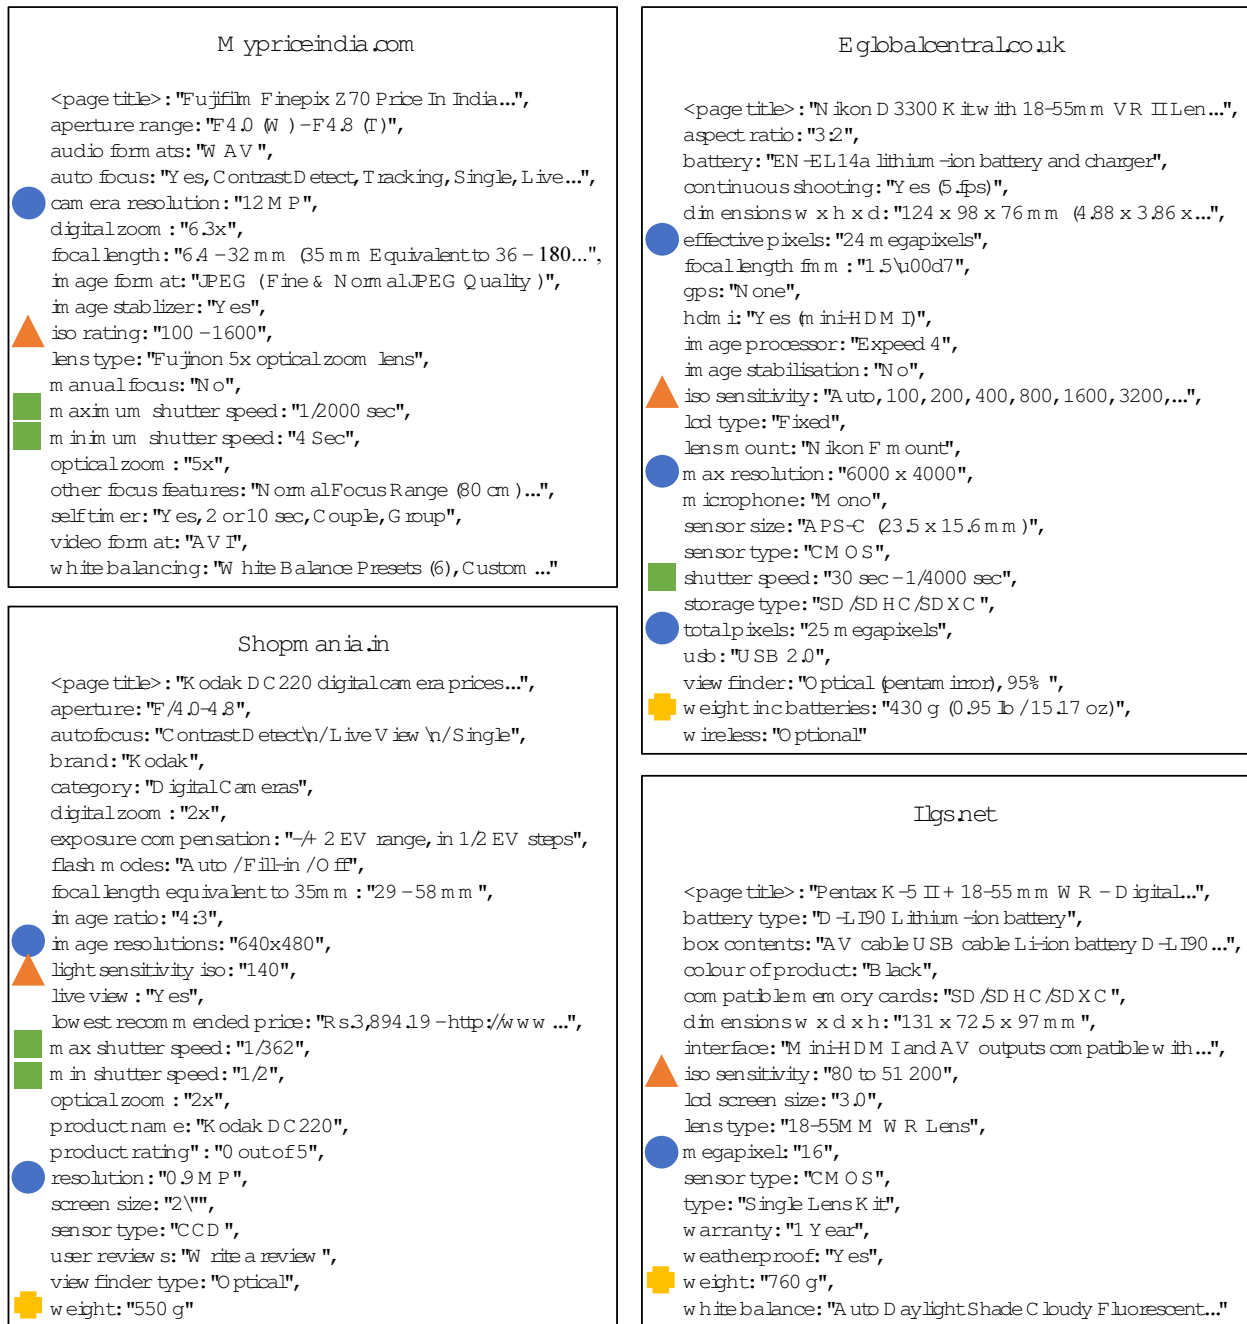 Mypriceindia.com
<page title>: "Fujifilm Finepix Z70 Price In India...",
aperture range: "F4.0 (W) – F4.8 (T)",
audio formats: "WAV",
auto focus: "Yes, Contrast Detect, Tracking, Single, Live...",
camera resolution: "12 MP",
digital zoom: "6.3x",
focal length: "6.4 – 32 mm (35 mm Equivalent to 36 – 180...",
image format: "JPEG (Fine & Normal JPEG Quality)",
image stablizer: "Yes",
iso rating: "100 – 1600",
lens type: "Fujinon 5x optical zoom lens",
manual focus: "No",
maximum shutter speed: "1/2000 sec",
minimum shutter speed: "4 Sec",
optical zoom: "5x",
other focus features: "Normal Focus Range (80 cm)...",
self timer: "Yes, 2 or 10 sec, Couple, Group",
video format: "AVI",
white balancing: "White Balance Presets (6), Custom ..."
Shopmania.in
<page title>: "Kodak DC220 digital camera prices...",
aperture: "F/4.0-4.8",
autofocus: "Contrast Detect\n/Live View\n/Single",
brand: "Kodak",
category: "Digital Cameras",
digital zoom: "2x",
exposure compensation: "-/+ 2 EV range, in 1/2 EV steps",
flash modes: "Auto / Fill-in / Off",
focal length equivalent to 35mm: "29 – 58 mm",
image ratio: "4:3",
image resolutions: "640x480",
light sensitivity iso: "140",
live view: "Yes",
lowest recommended price: "Rs.3,894.19 – http://www ...",
max shutter speed: "1/362",
min shutter speed: "1/2",
optical zoom: "2x",
product name: "Kodak DC220",
product rating": "0 out of 5",
resolution: "0.9 MP",
screen size: "2\"",
sensor type: "CCD",
user reviews: "Write a review",
viewfinder type: "Optical",
weight: "550 g"
Eglobalcentral.co.uk
<page title>: "Nikon D3300 Kit with 18-55mm VR II Len...",
aspect ratio: "3:2",
battery: "EN-EL14a lithium-ion battery and charger",
continuous shooting: "Yes (5.fps)",
dimensions w x h x d: "124 x 98 x 76 mm (4.88 x 3.86 x...",
effective pixels: "24 megapixels",
focal length fmm: "1.5\u00d7",
gps: "None",
hdmi: "Yes (mini-HDMI)",
image processor: "Expeed 4",
image stabilisation: "No",
iso sensitivity: "Auto, 100, 200, 400, 800, 1600, 3200,...",
lcd type: "Fixed",
lens mount: "Nikon F mount",
max resolution: "6000 x 4000",
microphone: "Mono",
sensor size: "APS-C (23.5 x 15.6 mm)",
sensor type: "CMOS",
shutter speed: "30 sec – 1/4000 sec",
storage type: "SD/SDHC/SDXC",
total pixels: "25 megapixels",
usb: "USB 2.0",
view finder: "Optical (pentamirror), 95%",
weight inc batteries: "430 g (0.95 lb / 15.17 oz)",
wireless: "Optional"
Ilgs.net
<page title>: "Pentax K-5 II + 18-55 mm WR – Digital...",
battery type: "D-LI90 Lithium-ion battery",
box contents: "AV cable USB cable Li-ion battery D-LI90 ...",
colour of product: "Black",
compatible memory cards: "SD/SDHC/SDXC",
dimensions w x d x h: "131 x 72.5 x 97 mm",
interface: "Mini-HDMI and AV outputs compatible with...",
iso sensitivity: "80 to 51 200",
lcd screen size: "3.0",
lens type: "18-55MM WR Lens",
megapixel: "16",
sensor type: "CMOS",
type: "Single Lens Kit",
warranty: "1 Year",
weatherproof: "Yes",
weight: "760 g",
white balance: "Auto Daylight Shade Cloudy Fluorescent..."